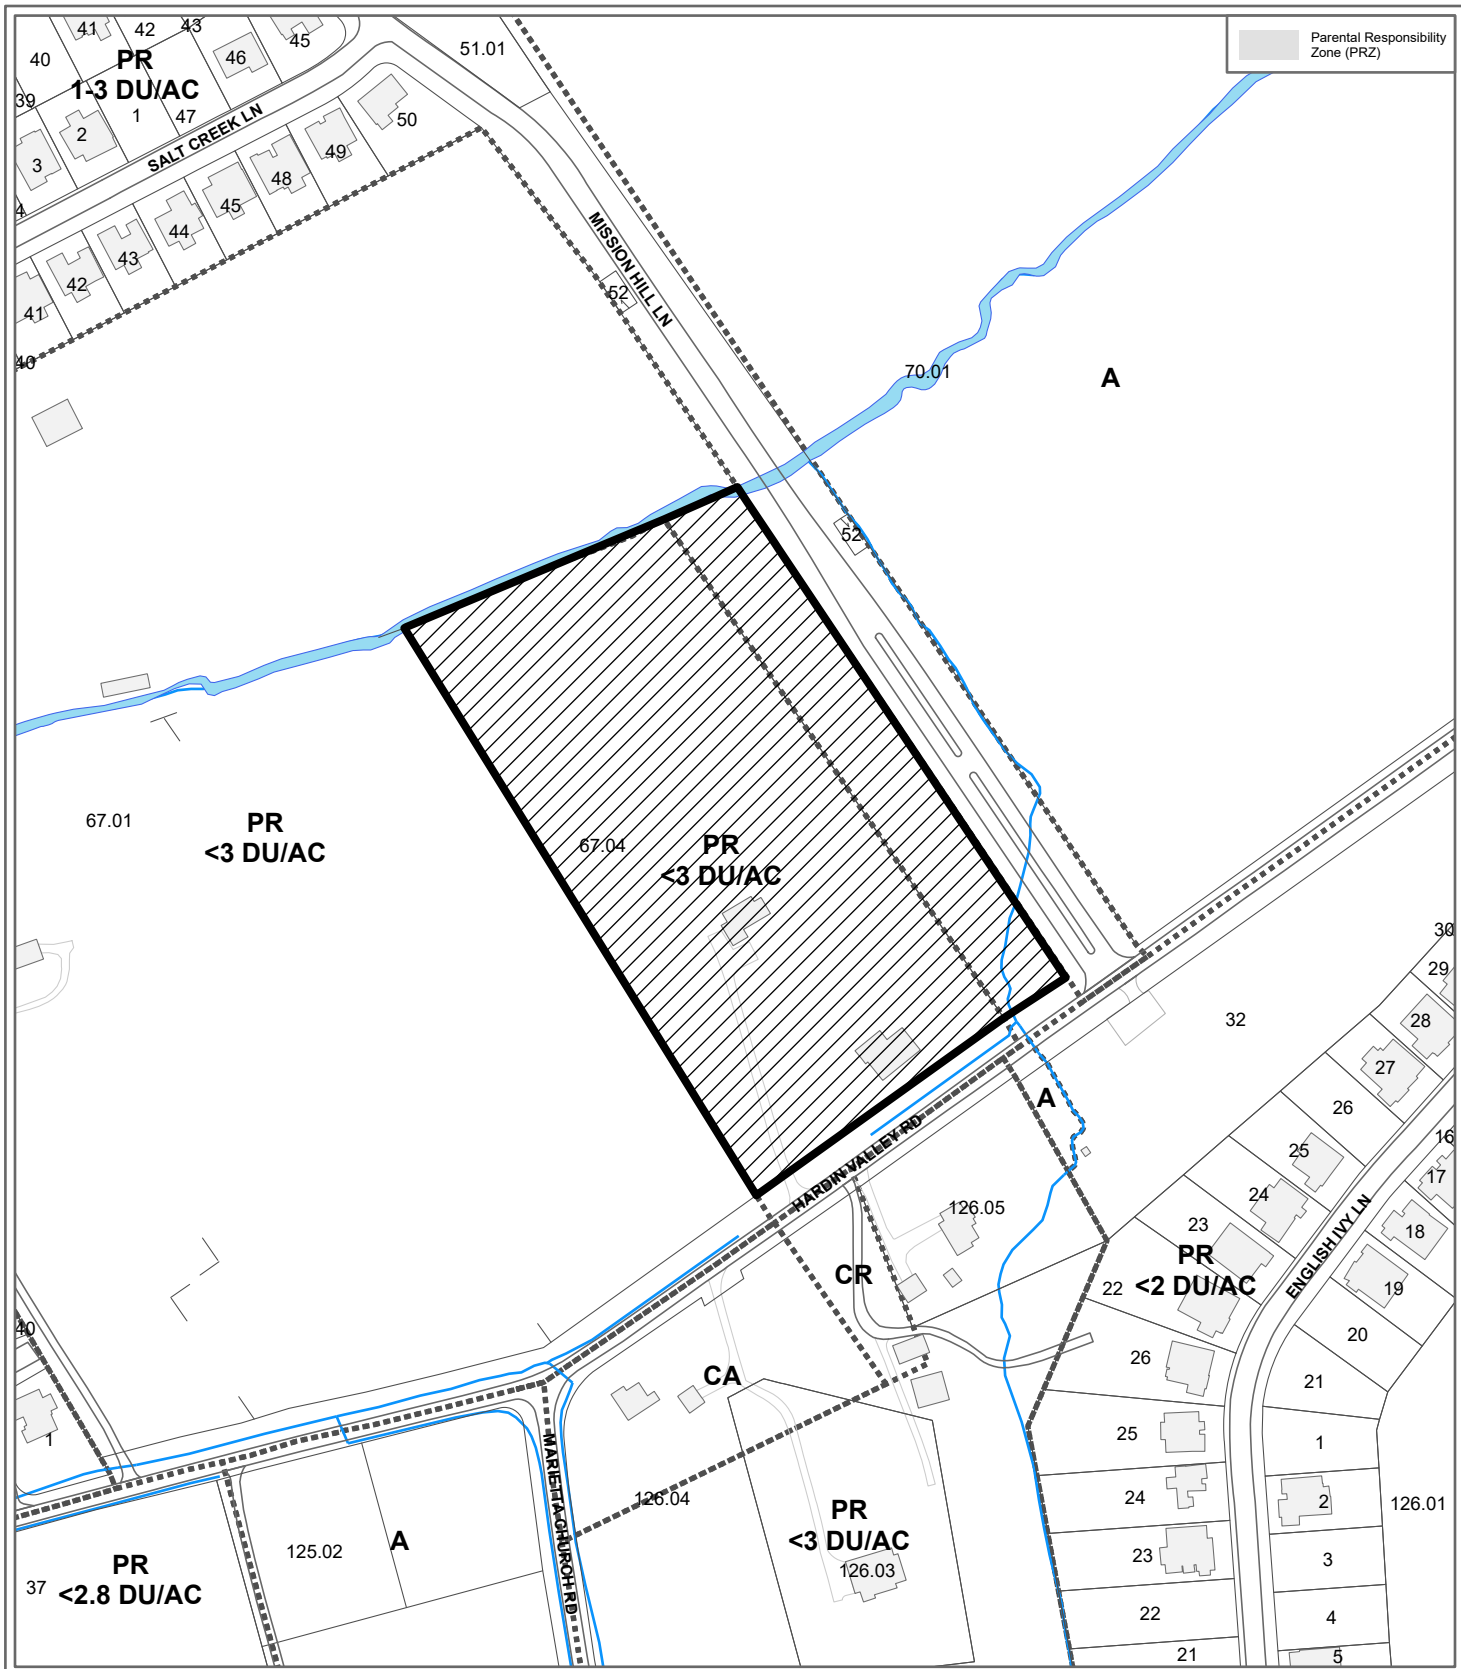 Parental Responsibility
Zone (PRZ)
41
42
43
45
40
46
51.01
PR
1-3 DU/AC
39
2
1
47
50
SALT CREEK LN
3
49
48
4
45
44
43
42
41
40
MISSION HILL LN
52
70.01
A
52
67.01
PR
<3 DU/AC
67.04
PR
<3 DU/AC
30
29
28
32
27
26
A
25
16
17
24
HARDIN VALLEY RD
126.05
23
18
PR
<2 DU/AC
ENGLISH IVY LN
CR
22
19
40
20
26
CA
21
1
25
1
MARIETTA CHURCH RD
24
2
126.01
126.04
PR
<3 DU/AC
A
125.02
23
3
PR
<2.8 DU/AC
37
126.03
22
4
21
5